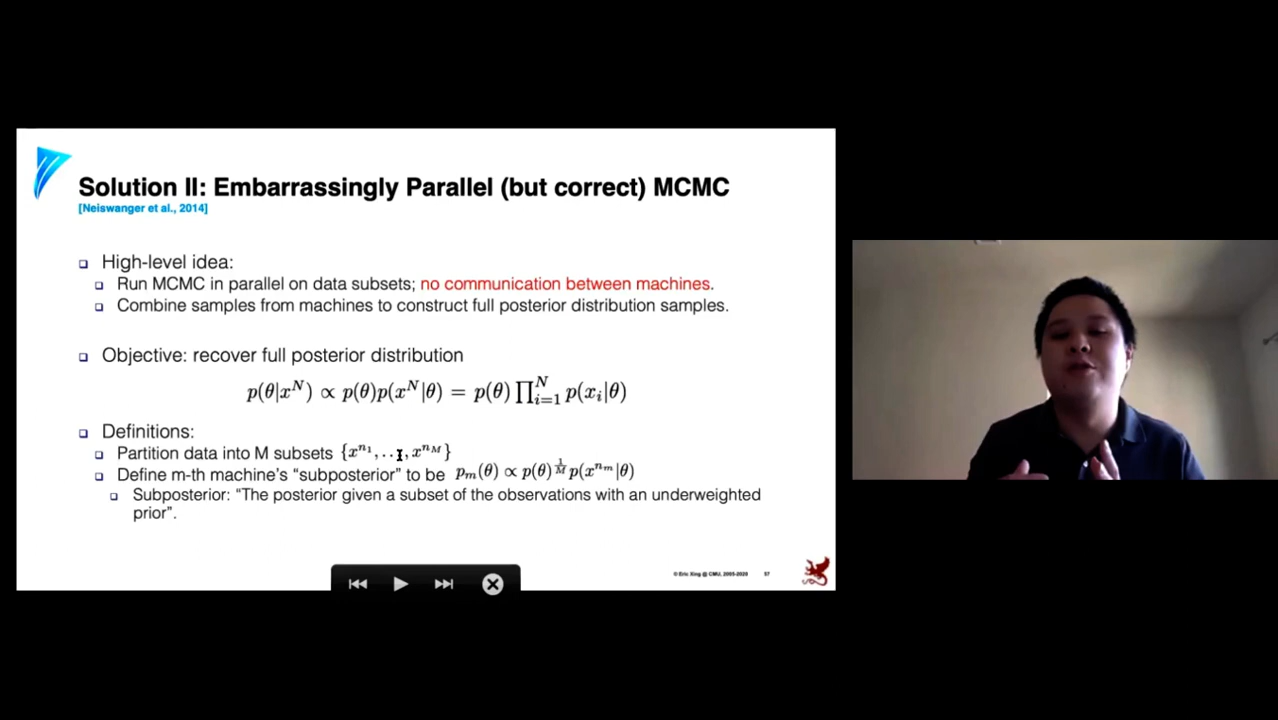 Solution II: Embarrassingly Parallel (but correct) MCMC
[Neiswanger et al., 2014]
High-level idea:
Run MCMC in parallel on data subsets; no communication between machines.
Combine samples from machines to construct full posterior distribution samples.
Objective: recover full posterior distribution
p(θ|x^N) ∝ p(θ)p(x^N|θ) = p(θ) ∏_{i=1}^N p(x_i|θ)
Definitions:
Partition data into M subsets {x^{n_1}, . . ., x^{n_M}}
Define m-th machine's “subposterior” to be p_m(θ) ∝ p(θ)^{1/M} p(x^{n_m}|θ)
Subposterior: “The posterior given a subset of the observations with an underweighted
prior”.
© Eric Xing @ CMU, 2005-2020 57